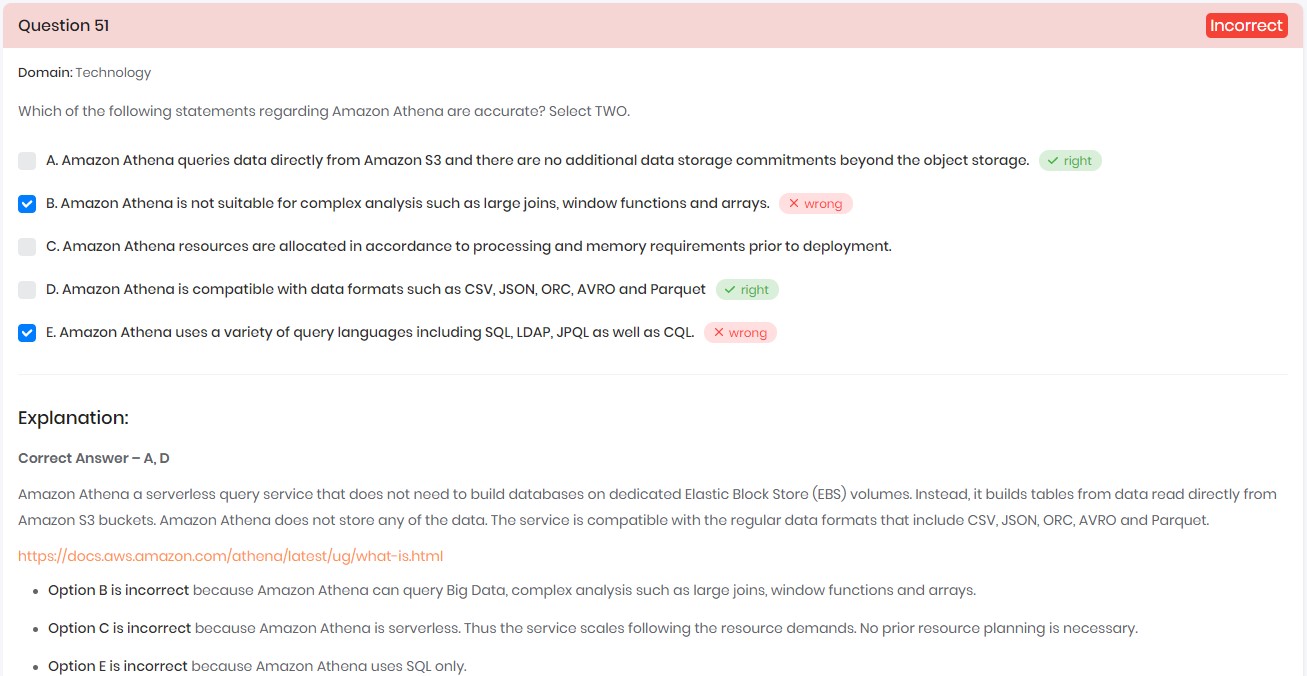 Question 51
Incorrect
Domain: Technology
Which of the following statements regarding Amazon Athena are accurate? Select TWO.
A. Amazon Athena queries data directly from Amazon S3 and there are no additional data storage commitments beyond the object storage. right
B. Amazon Athena is not suitable for complex analysis such as large joins, window functions and arrays. wrong
C. Amazon Athena resources are allocated in accordance to processing and memory requirements prior to deployment.
D. Amazon Athena is compatible with data formats such as CSV, JSON, ORC, AVRO and Parquet right
E. Amazon Athena uses a variety of query languages including SQL, LDAP, JPQL as well as CQL. wrong
Explanation:
Correct Answer – A, D
Amazon Athena a serverless query service that does not need to build databases on dedicated Elastic Block Store (EBS) volumes. Instead, it builds tables from data read directly from
Amazon S3 buckets. Amazon Athena does not store any of the data. The service is compatible with the regular data formats that include CSV, JSON, ORC, AVRO and Parquet.
https://docs.aws.amazon.com/athena/latest/ug/what-is.html
• Option B is incorrect because Amazon Athena can query Big Data, complex analysis such as large joins, window functions and arrays.
• Option C is incorrect because Amazon Athena is serverless. Thus the service scales following the resource demands. No prior resource planning is necessary.
• Option E is incorrect because Amazon Athena uses SQL only.